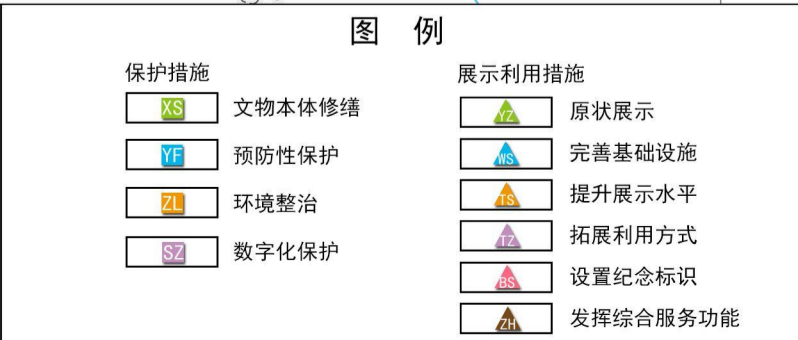 图 例
保护措施
XS 文物本体修缮
YF 预防性保护
ZL 环境整治
SZ 数字化保护
展示利用措施
YZ 原状展示
WS 完善基础设施
TS 提升展示水平
TZ 拓展利用方式
BS 设置纪念标识
ZH 发挥综合服务功能